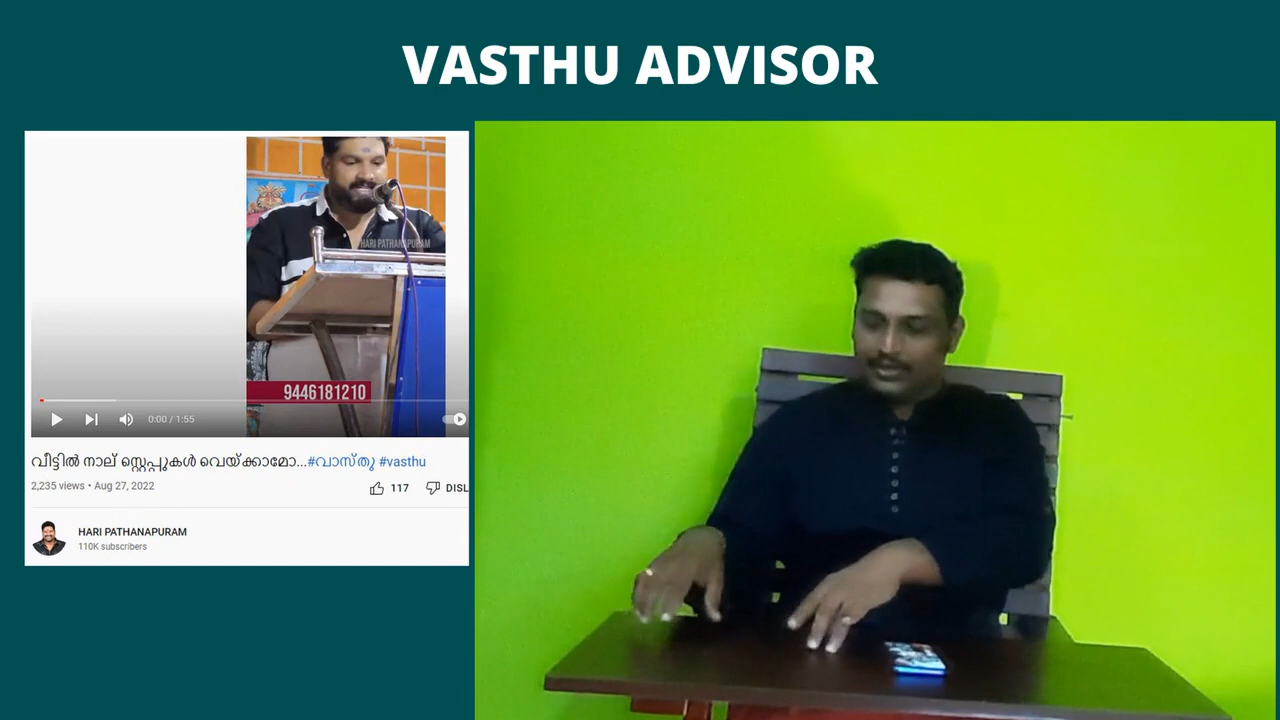 VASTHU ADVISOR
HARI PATHANAPURAM
9446181210
0:00 / 1:55
വീട്ടിൽ നാല് സ്റ്റെപ്പുകൾ വെയ്ക്കാമോ...#വാസ്തു #vasthu
2,235 views • Aug 27, 2022
117 DISL
HARI PATHANAPURAM
110K subscribers